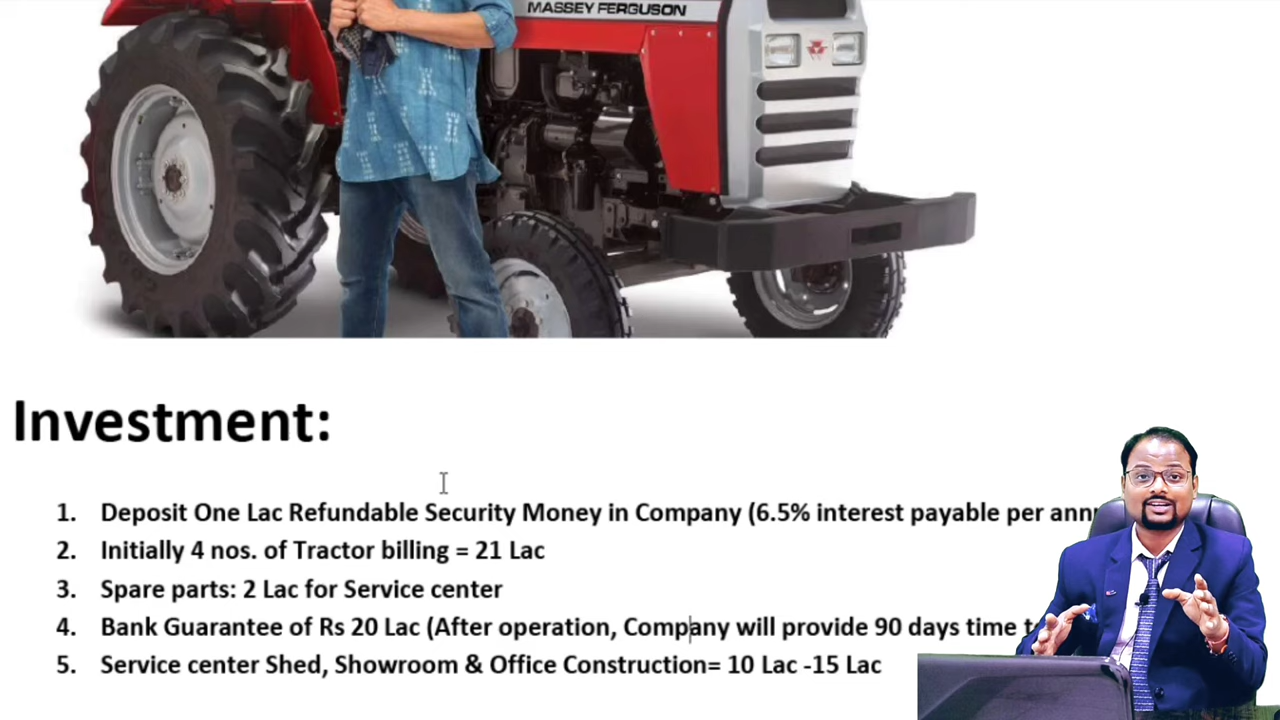 MASSEY FERGUSON
Investment:
1. Deposit One Lac Refundable Security Money in Company (6.5% interest payable per
2. Initially 4 nos. of Tractor billing = 21 Lac
3. Spare parts: 2 Lac for Service center
4. Bank Guarantee of Rs 20 Lac (After operation, Company will provide 90 days time
5. Service center Shed, Showroom & Office Construction= 10 Lac -15 Lac